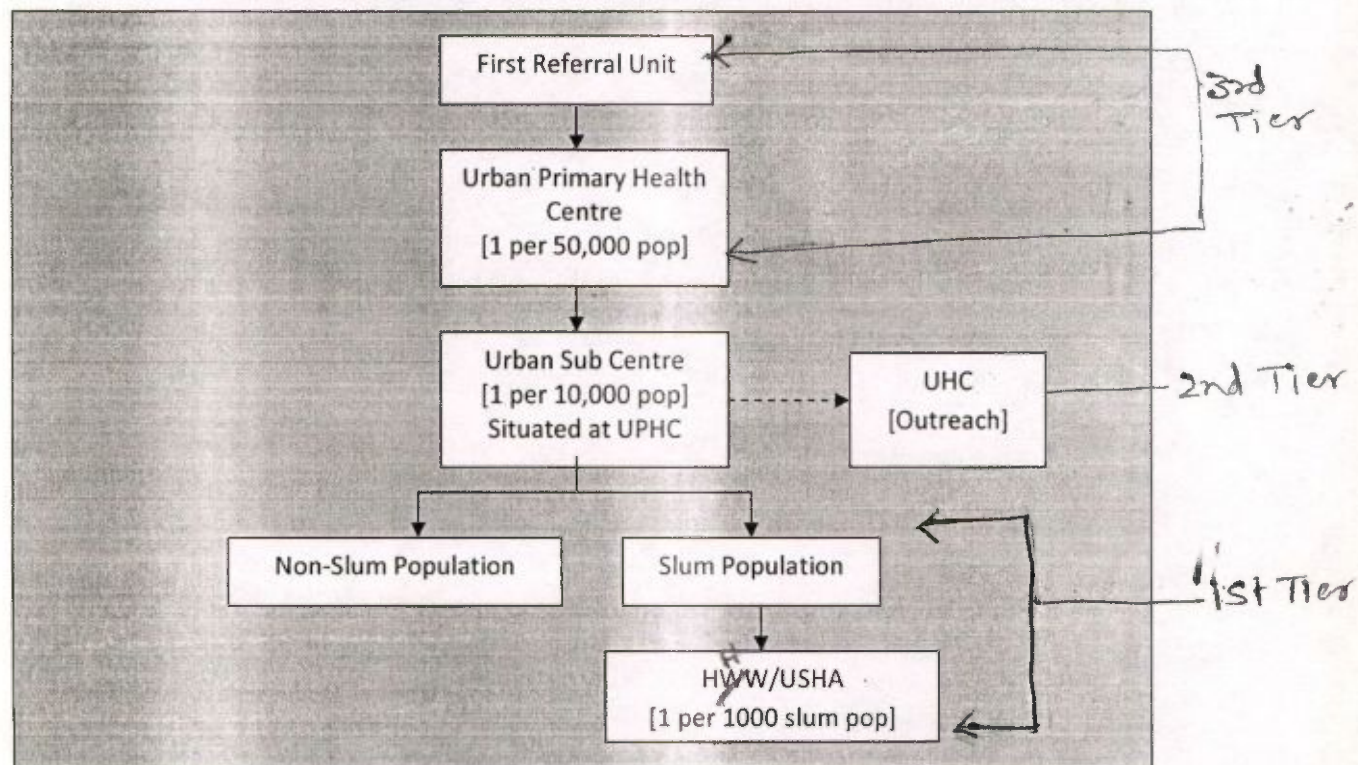 First Referral Unit
3rd
Tier
Urban Primary Health
Centre
[1 per 50,000 pop]
Urban Sub Centre
[1 per 10,000 pop]
Situated at UPHC
UHC
[Outreach]
2nd Tier
Non-Slum Population
Slum Population
1st Tier
H
HWW/USHA
[1 per 1000 slum pop]